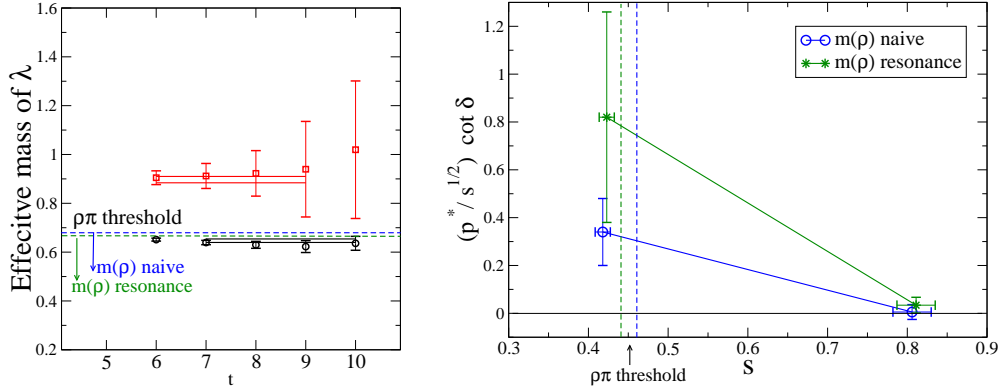 Effecitve mass of λ
1.6
1.4
1.2
1
0.8
0.6
0.4
0.2
ρπ threshold
m(ρ) naive
m(ρ) resonance
5 6 7 8 9 10
t
(p* / s^1/2) cot δ
1.2
1
0.8
0.6
0.4
0.2
0
m(ρ) naive
m(ρ) resonance
0.3 0.4 0.5 0.6 0.7 0.8 0.9
s
ρπ threshold